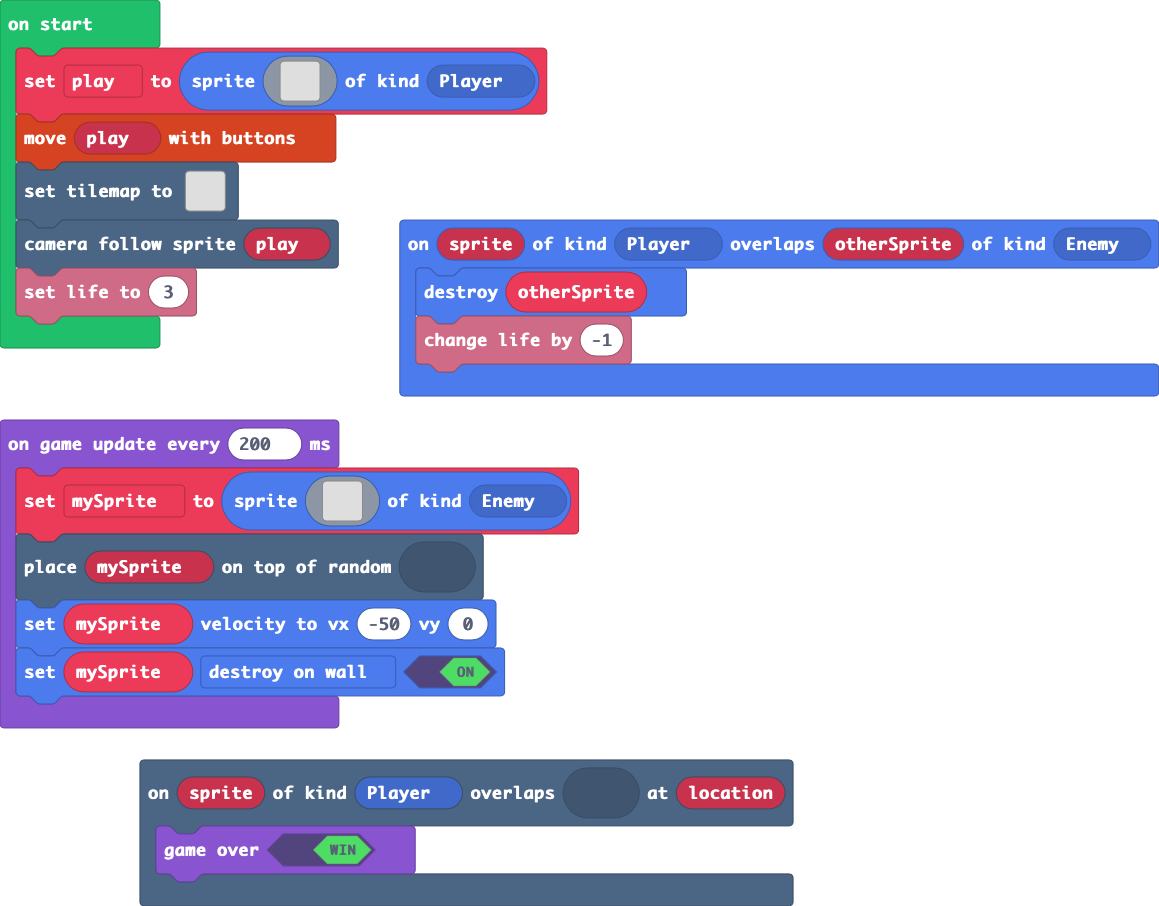 on start
set play to sprite of kind Player
move play with buttons
set tilemap to
camera follow sprite play
set life to 3
on sprite of kind Player overlaps otherSprite of kind Enemy
destroy otherSprite
change life by -1
on game update every 200 ms
set mySprite to sprite of kind Enemy
place mySprite on top of random
set mySprite velocity to vx -50 vy 0
set mySprite destroy on wall ON
on sprite of kind Player overlaps at location
game over WIN